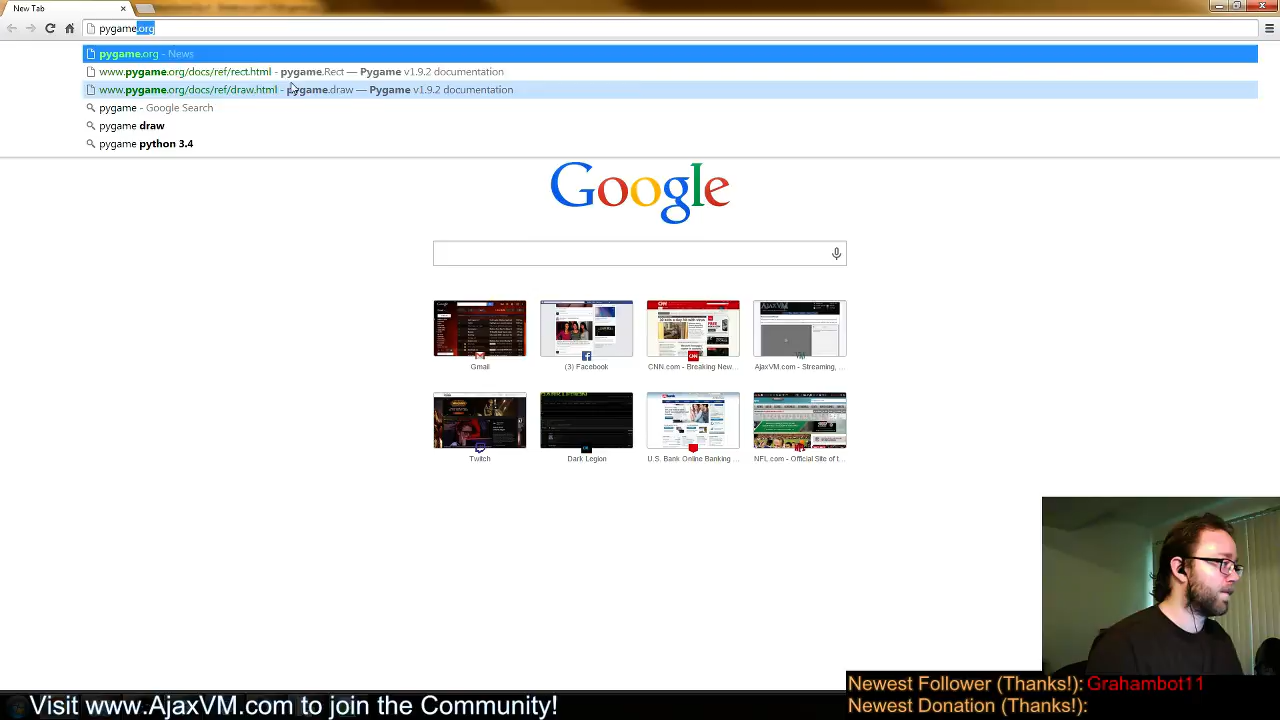 New Tab
pygame.org
pygame.org - News
www.pygame.org/docs/ref/rect.html - pygame.Rect — Pygame v1.9.2 documentation
www.pygame.org/docs/ref/draw.html - pygame.draw — Pygame v1.9.2 documentation
pygame - Google Search
pygame draw
pygame python 3.4
Google
Gmail
(3) Facebook
CNN.com - Breaking New...
AjaxVM.com - Streaming, ...
Twitch
Dark Legion
U.S. Bank Online Banking ...
NFL.com - Official Site of t...
Newest Follower (Thanks!): Grahambot11
Visit www.AjaxVM.com to join the Community!
Newest Donation (Thanks!):